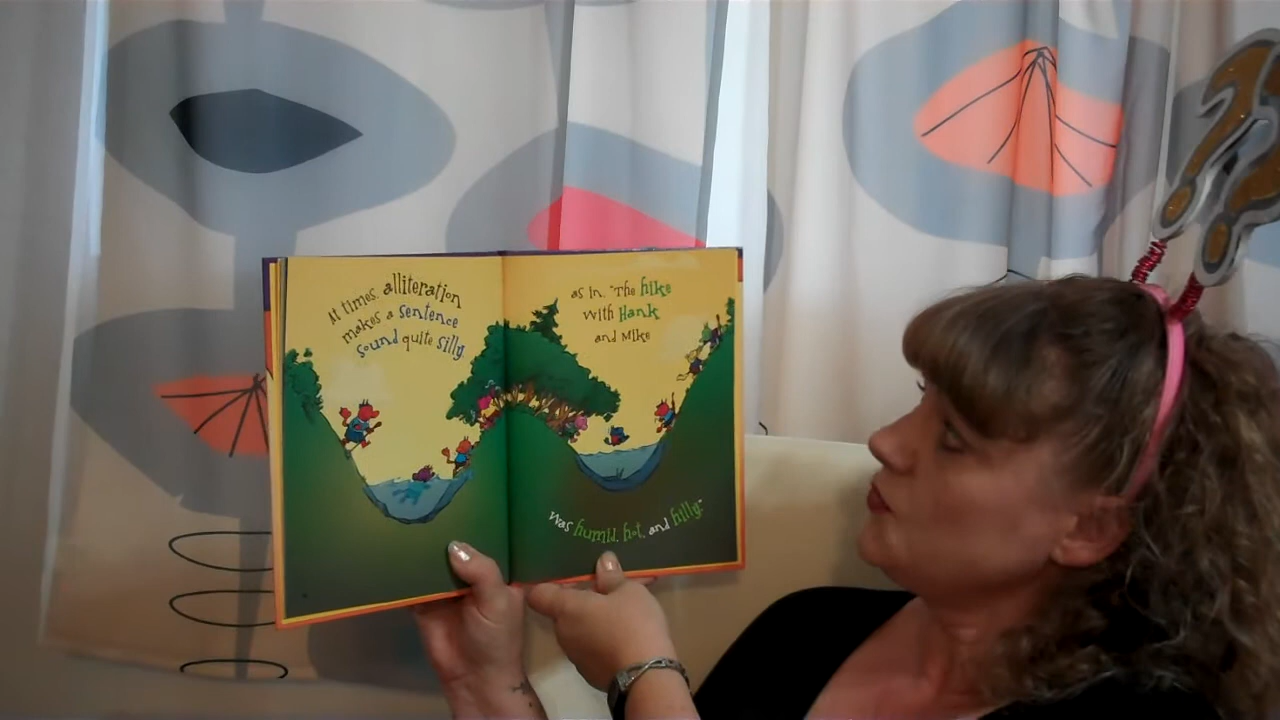 At times, alliteration
makes a sentence
sound quite silly,
as in, "The hike
with Hank
and Mike
was humid, hot, and hilly."
??